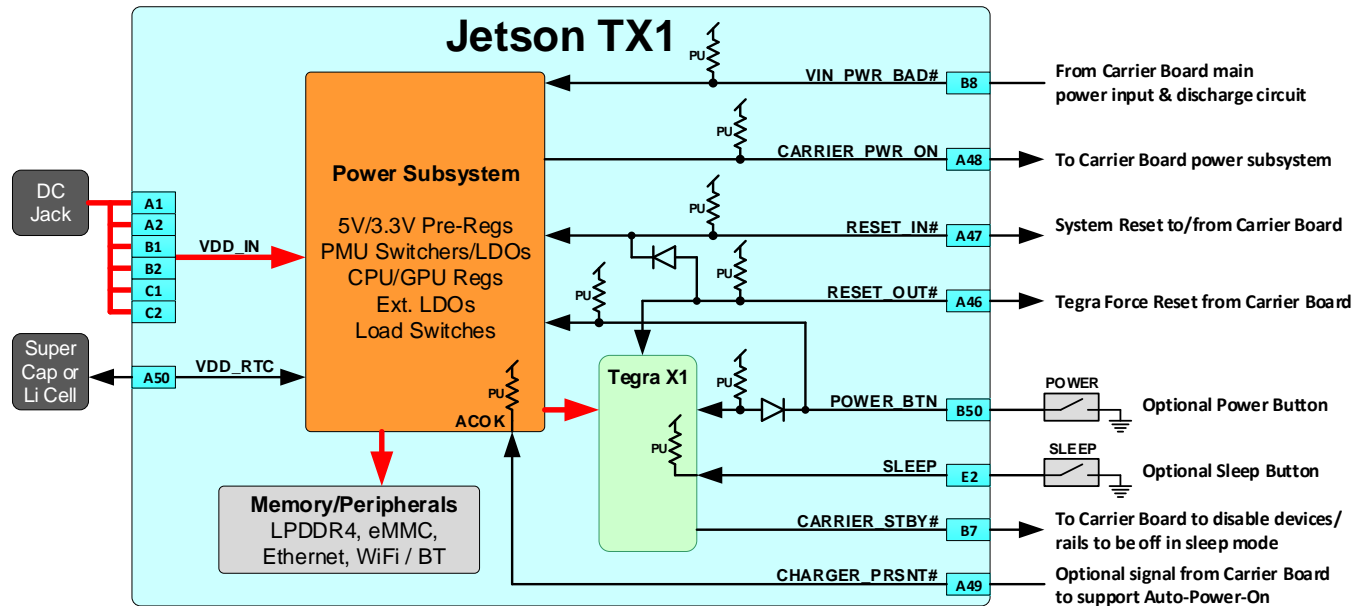 Jetson TX1
PU
VIN_PWR_BAD#
B8
From Carrier Board main
power input & discharge circuit
PU
CARRIER_PWR_ON
A48
To Carrier Board power subsystem
Power Subsystem
5V/3.3V Pre-Regs
PMU Switchers/LDOs
CPU/GPU Regs
Ext. LDOs
Load Switches
DC
Jack
A1
A2
B1
B2
C1
C2
VDD_IN
PU
RESET_IN#
A47
System Reset to/from Carrier Board
PU
RESET_OUT#
A46
Tegra Force Reset from Carrier Board
PU
Super
Cap or
Li Cell
A50
VDD_RTC
PU
ACOK
Tegra X1
PU
POWER_BTN
B50
POWER
Optional Power Button
PU
SLEEP
E2
SLEEP
Optional Sleep Button
Memory/Peripherals
LPDDR4, eMMC,
Ethernet, WiFi / BT
CARRIER_STBY#
B7
To Carrier Board to disable devices/
rails to be off in sleep mode
CHARGER_PRSNT#
A49
Optional signal from Carrier Board
to support Auto-Power-On